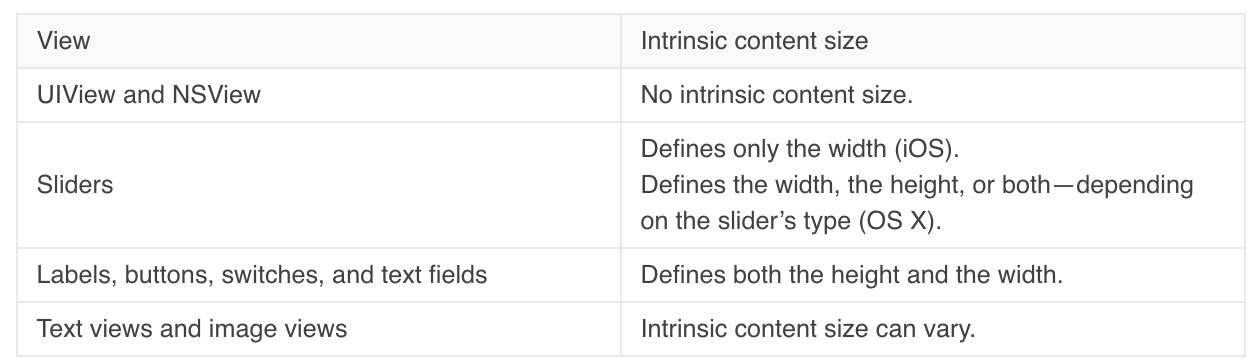 View
Intrinsic content size
UIView and NSView
No intrinsic content size.
Sliders
Defines only the width (iOS).
Defines the width, the height, or both—depending
on the slider’s type (OS X).
Labels, buttons, switches, and text fields
Defines both the height and the width.
Text views and image views
Intrinsic content size can vary.